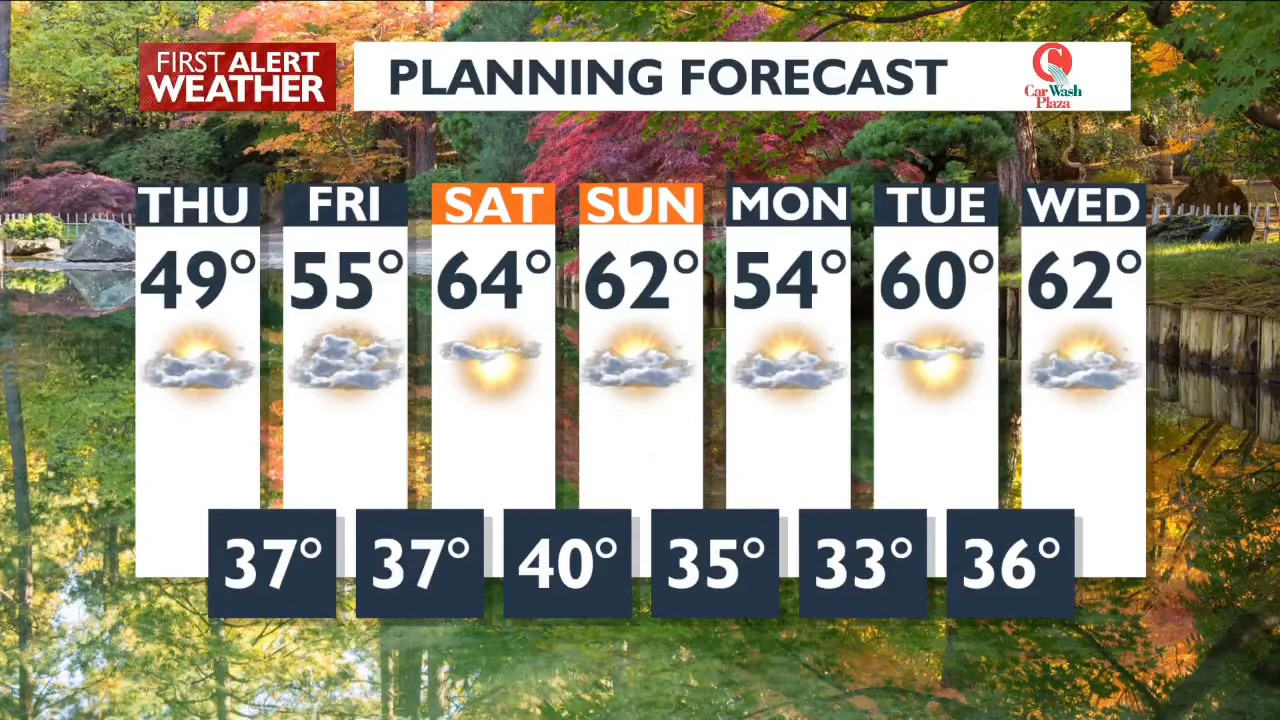 FIRST ALERT
WEATHER
PLANNING FORECAST
Car Wash
Plaza
THU FRI SAT SUN MON TUE WED
49° 55° 64° 62° 54° 60° 62°
37° 37° 40° 35° 33° 36°